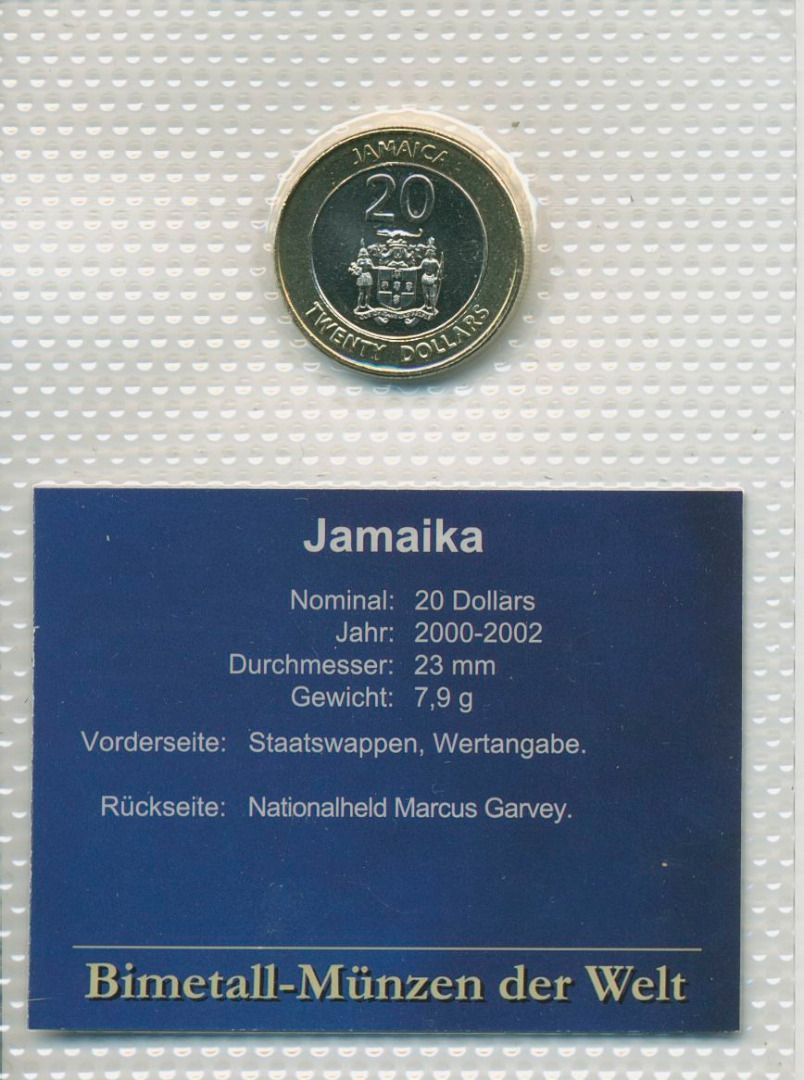 JAMAICA
20
TWENTY DOLLARS
Jamaika
Nominal: 20 Dollars
Jahr: 2000-2002
Durchmesser: 23 mm
Gewicht: 7,9 g
Vorderseite: Staatswappen, Wertangabe.
Rückseite: Nationalheld Marcus Garvey.
Bimetall-Münzen der Welt